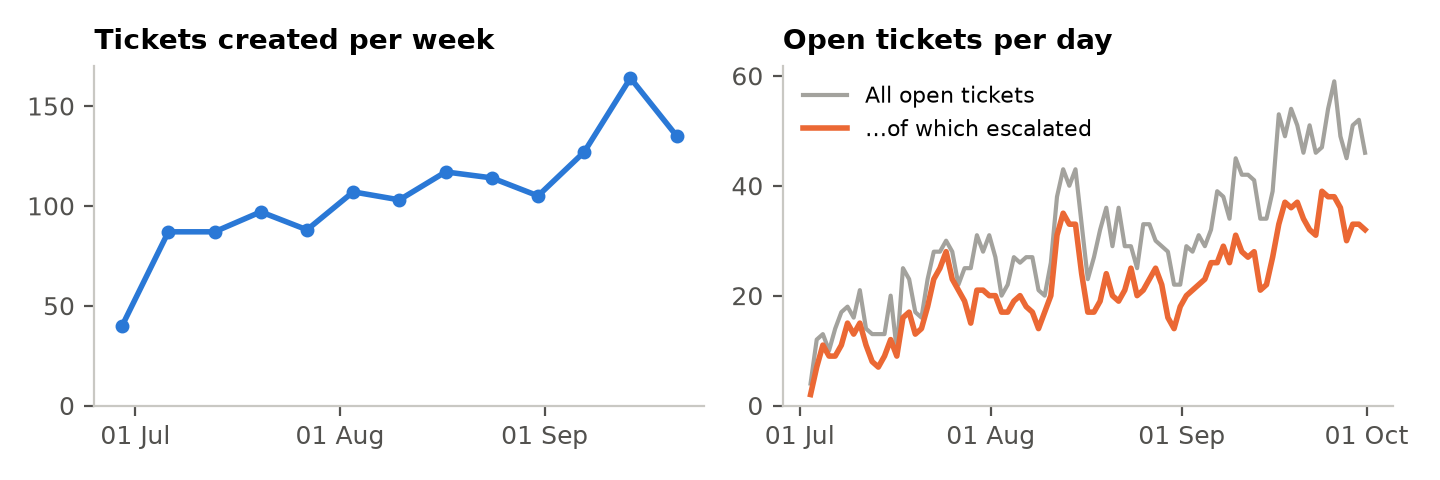 Tickets created per week
150
100
50
0
01 Jul
01 Aug
01 Sep
Open tickets per day
All open tickets
...of which escalated
60
40
20
0
01 Jul
01 Aug
01 Sep
01 Oct